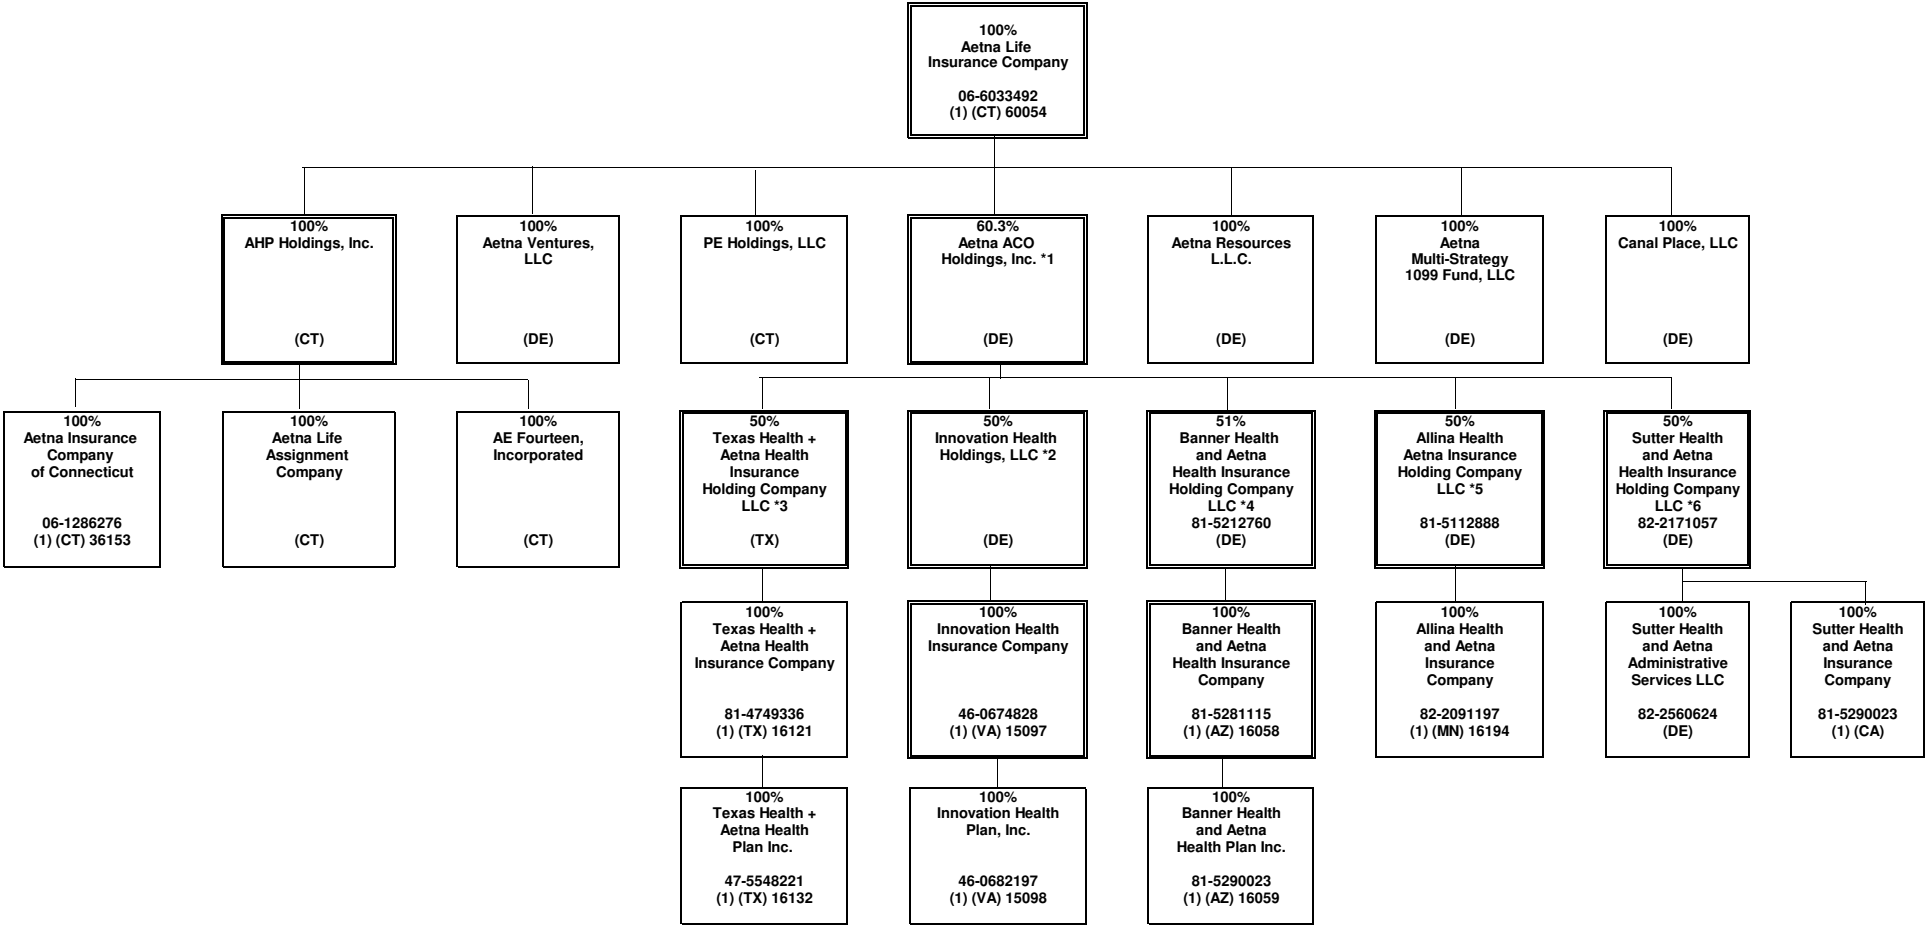 100%
Aetna Life
Insurance Company
06-6033492
(1) (CT) 60054
100%
AHP Holdings, Inc.
(CT)
100%
Aetna Ventures,
LLC
(DE)
100%
PE Holdings, LLC
(CT)
60.3%
Aetna ACO
Holdings, Inc. *1
(DE)
100%
Aetna Resources
L.L.C.
(DE)
100%
Aetna
Multi-Strategy
1099 Fund, LLC
(DE)
100%
Canal Place, LLC
(DE)
100%
Aetna Insurance
Company
of Connecticut
06-1286276
(1) (CT) 36153
100%
Aetna Life
Assignment
Company
(CT)
100%
AE Fourteen,
Incorporated
(CT)
50%
Texas Health +
Aetna Health
Insurance
Holding Company
LLC *3
(TX)
50%
Innovation Health
Holdings, LLC *2
(DE)
51%
Banner Health
and Aetna
Health Insurance
Holding Company
LLC *4
81-5212760
(DE)
50%
Allina Health
Aetna Insurance
Holding Company
LLC *5
81-5112888
(DE)
50%
Sutter Health
and Aetna
Health Insurance
Holding Company
LLC *6
82-2171057
(DE)
100%
Texas Health +
Aetna Health
Insurance Company
81-4749336
(1) (TX) 16121
100%
Innovation Health
Insurance Company
46-0674828
(1) (VA) 15097
100%
Banner Health
and Aetna
Health Insurance
Company
81-5281115
(1) (AZ) 16058
100%
Allina Health
and Aetna
Insurance
Company
82-2091197
(1) (MN) 16194
100%
Sutter Health
and Aetna
Administrative
Services LLC
82-2560624
(DE)
100%
Sutter Health
and Aetna
Insurance
Company
81-5290023
(1) (CA)
100%
Texas Health +
Aetna Health
Plan Inc.
47-5548221
(1) (TX) 16132
100%
Innovation Health
Plan, Inc.
46-0682197
(1) (VA) 15098
100%
Banner Health
and Aetna
Health Plan Inc.
81-5290023
(1) (AZ) 16059